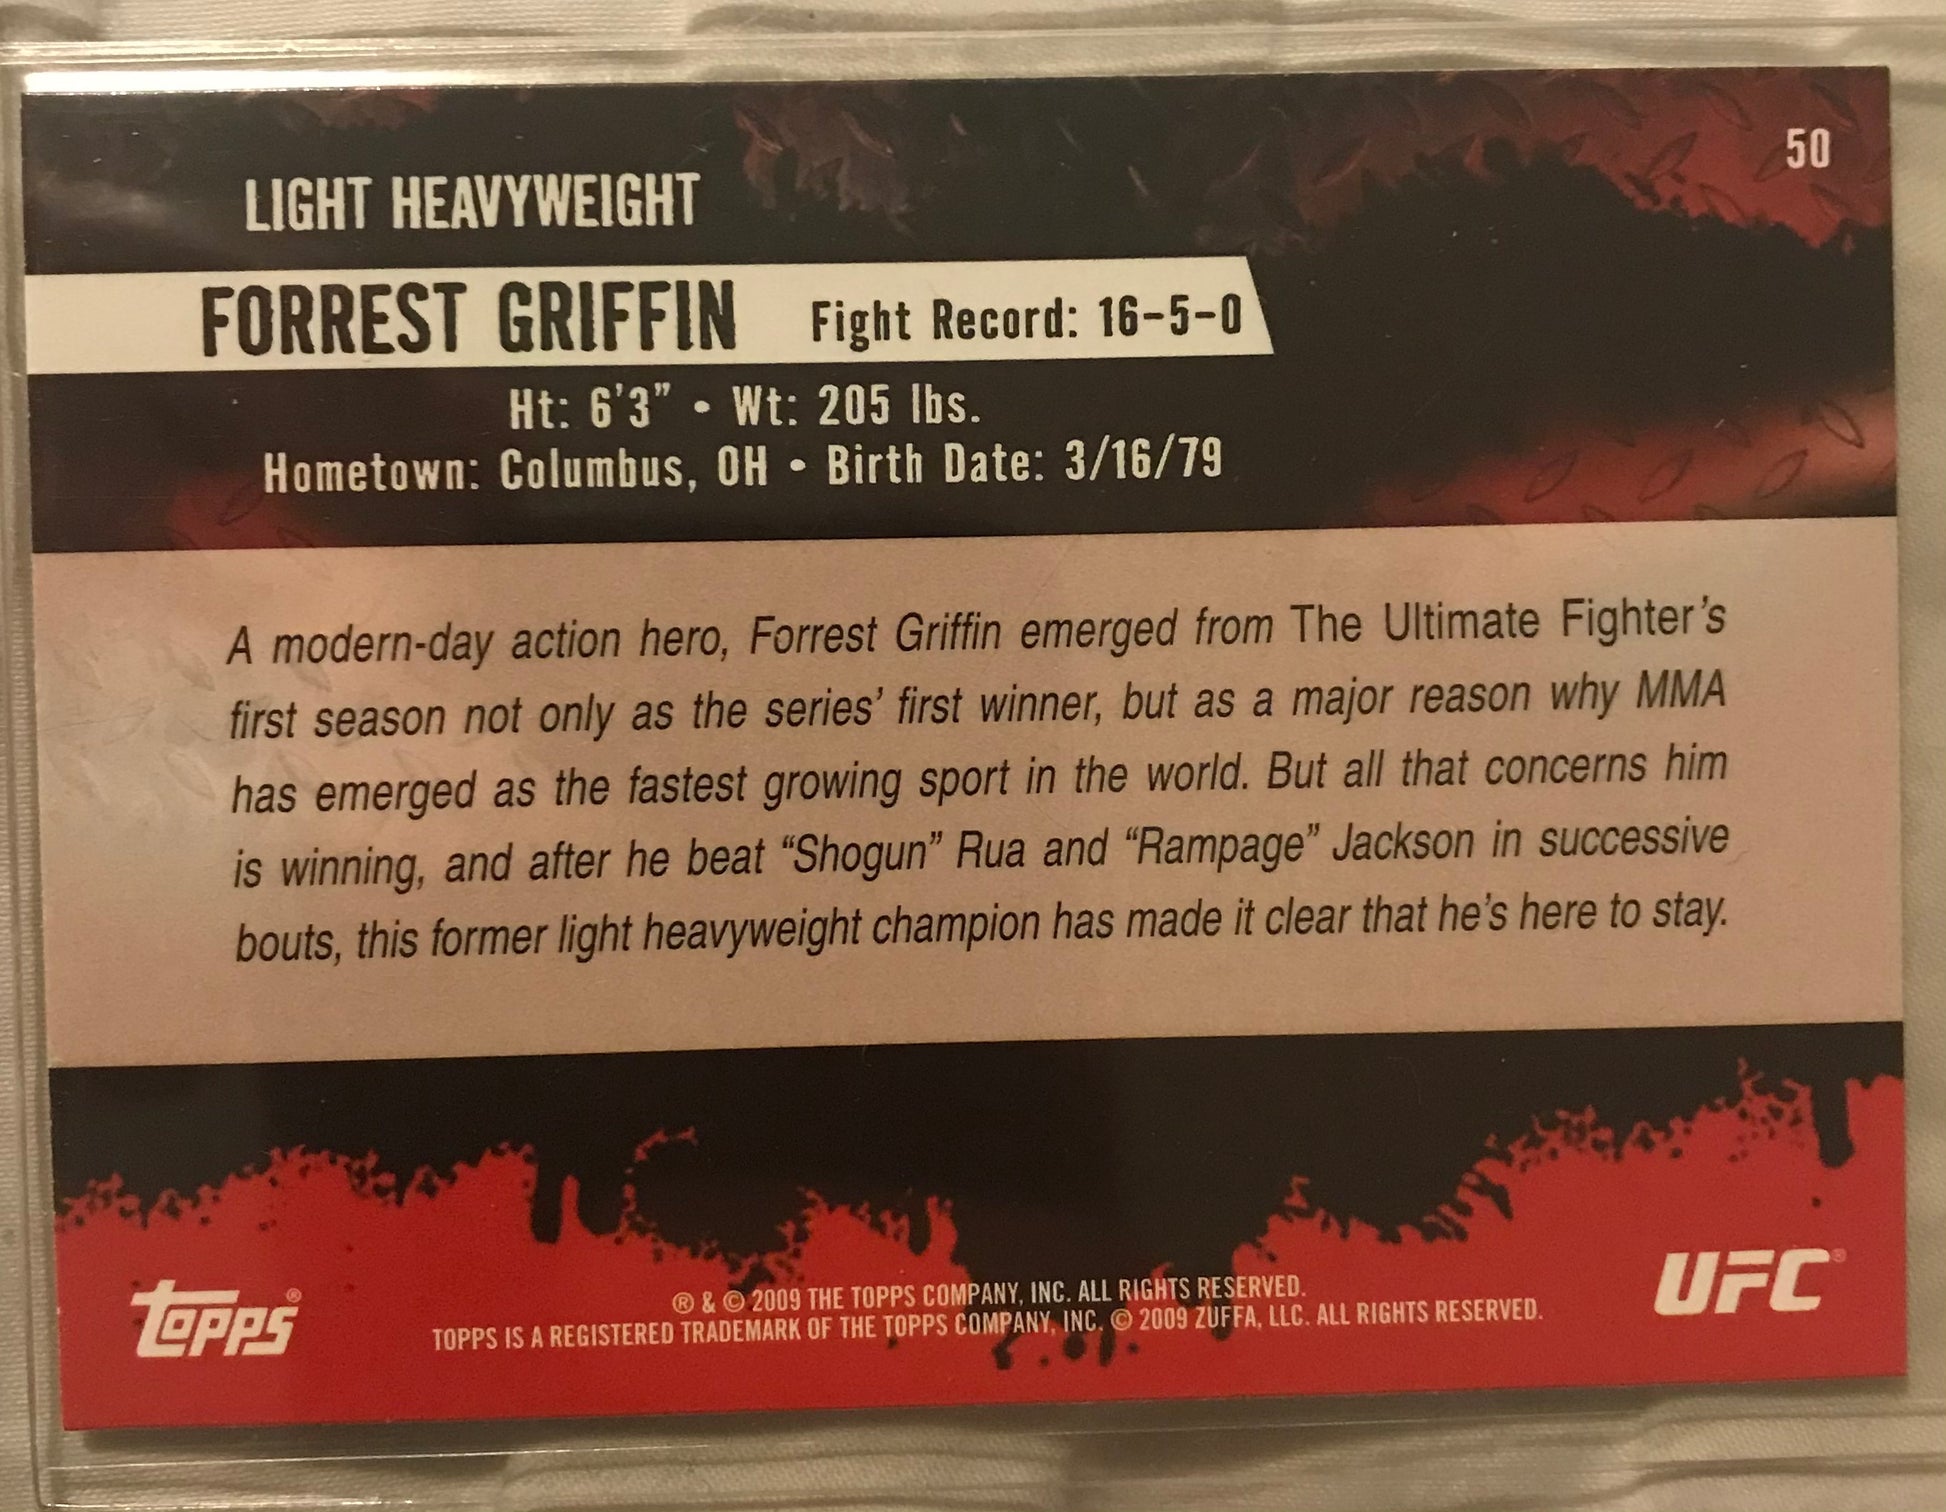 50
LIGHT HEAVYWEIGHT
FORREST GRIFFIN Fight Record: 16-5-0
Ht: 6'3" • Wt: 205 lbs.
Hometown: Columbus, OH • Birth Date: 3/16/79
A modern-day action hero, Forrest Griffin emerged from The Ultimate Fighter's
first season not only as the series' first winner, but as a major reason why MMA
has emerged as the fastest growing sport in the world. But all that concerns him
is winning, and after he beat “Shogun” Rua and “Rampage” Jackson in successive
bouts, this former light heavyweight champion has made it clear that he's here to stay.
topps®
® & © 2009 THE TOPPS COMPANY, INC. ALL RIGHTS RESERVED.
TOPPS IS A REGISTERED TRADEMARK OF THE TOPPS COMPANY, INC. © 2009 ZUFFA, LLC. ALL RIGHTS RESERVED.
UFC®